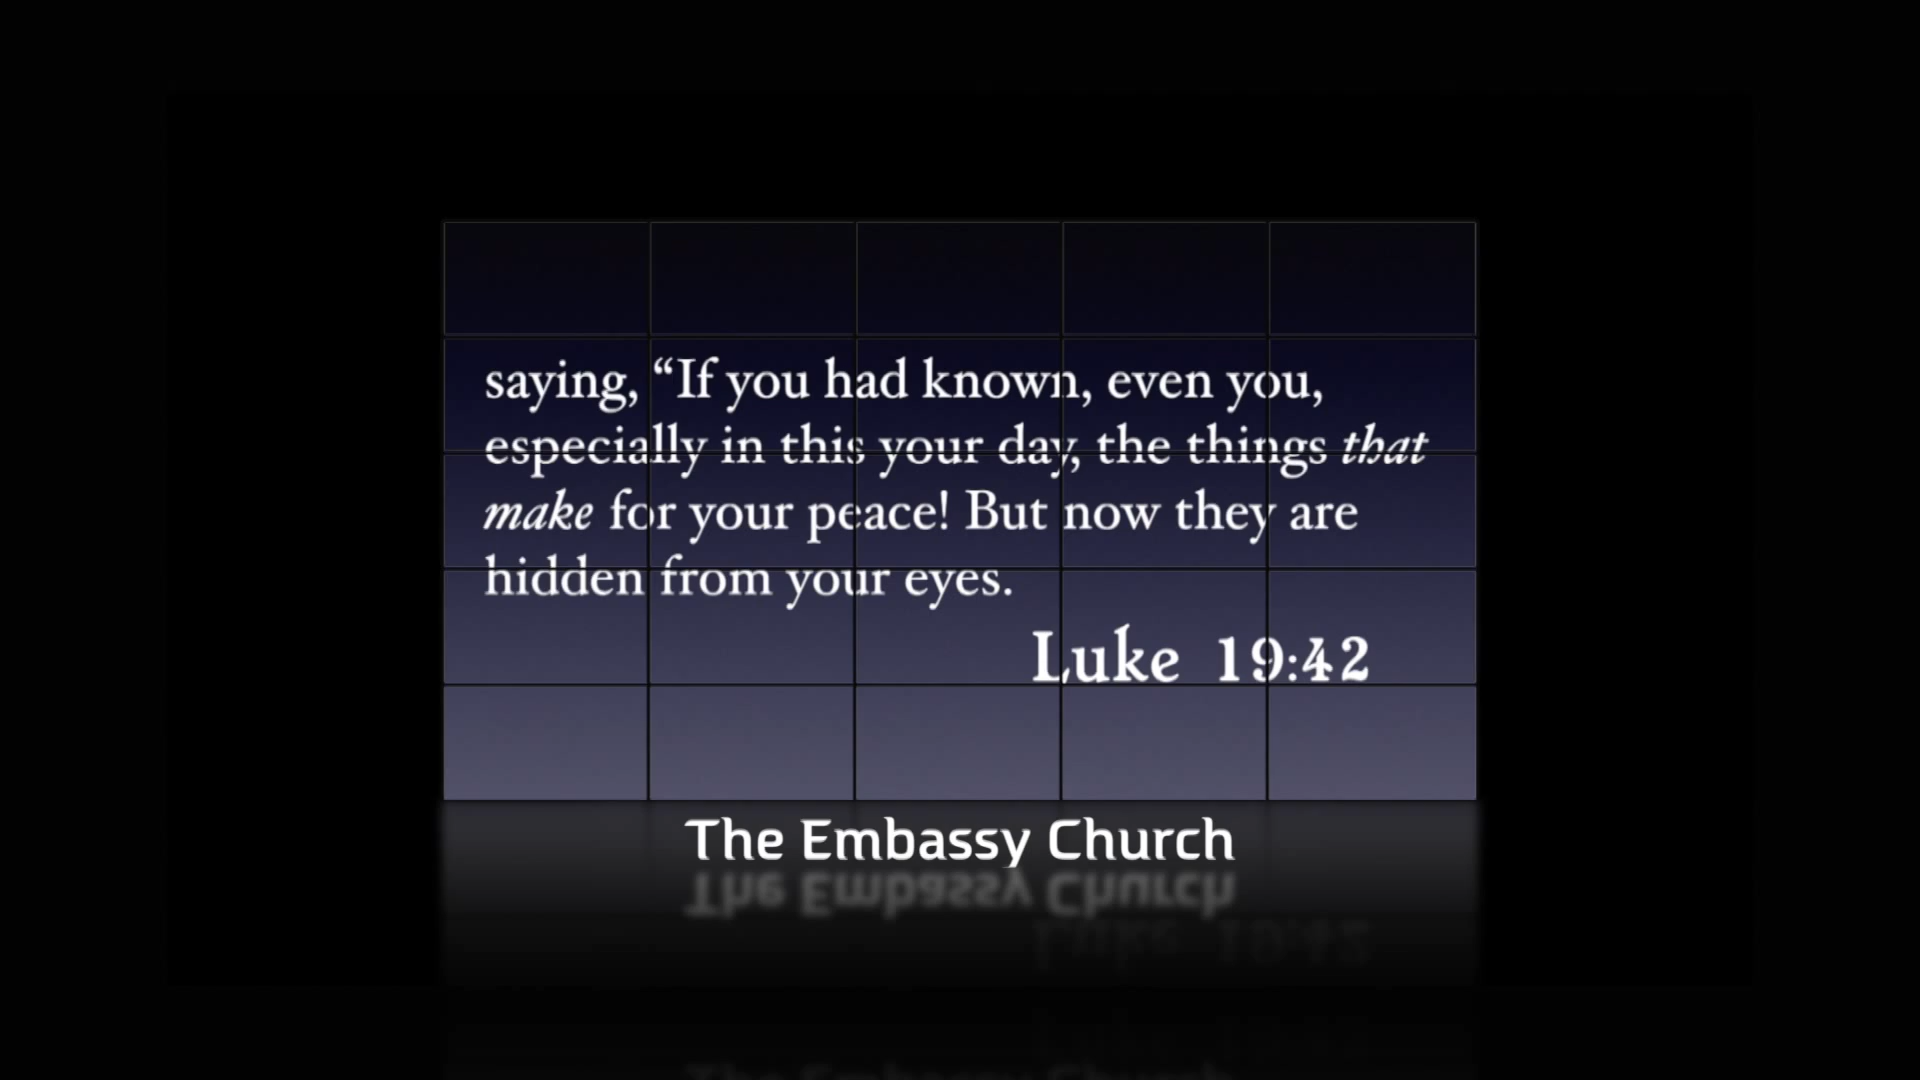 saying, “If you had known, even you,
especially in this your day, the things that
make for your peace! But now they are
hidden from your eyes.
Luke 19:42
The Embassy Church